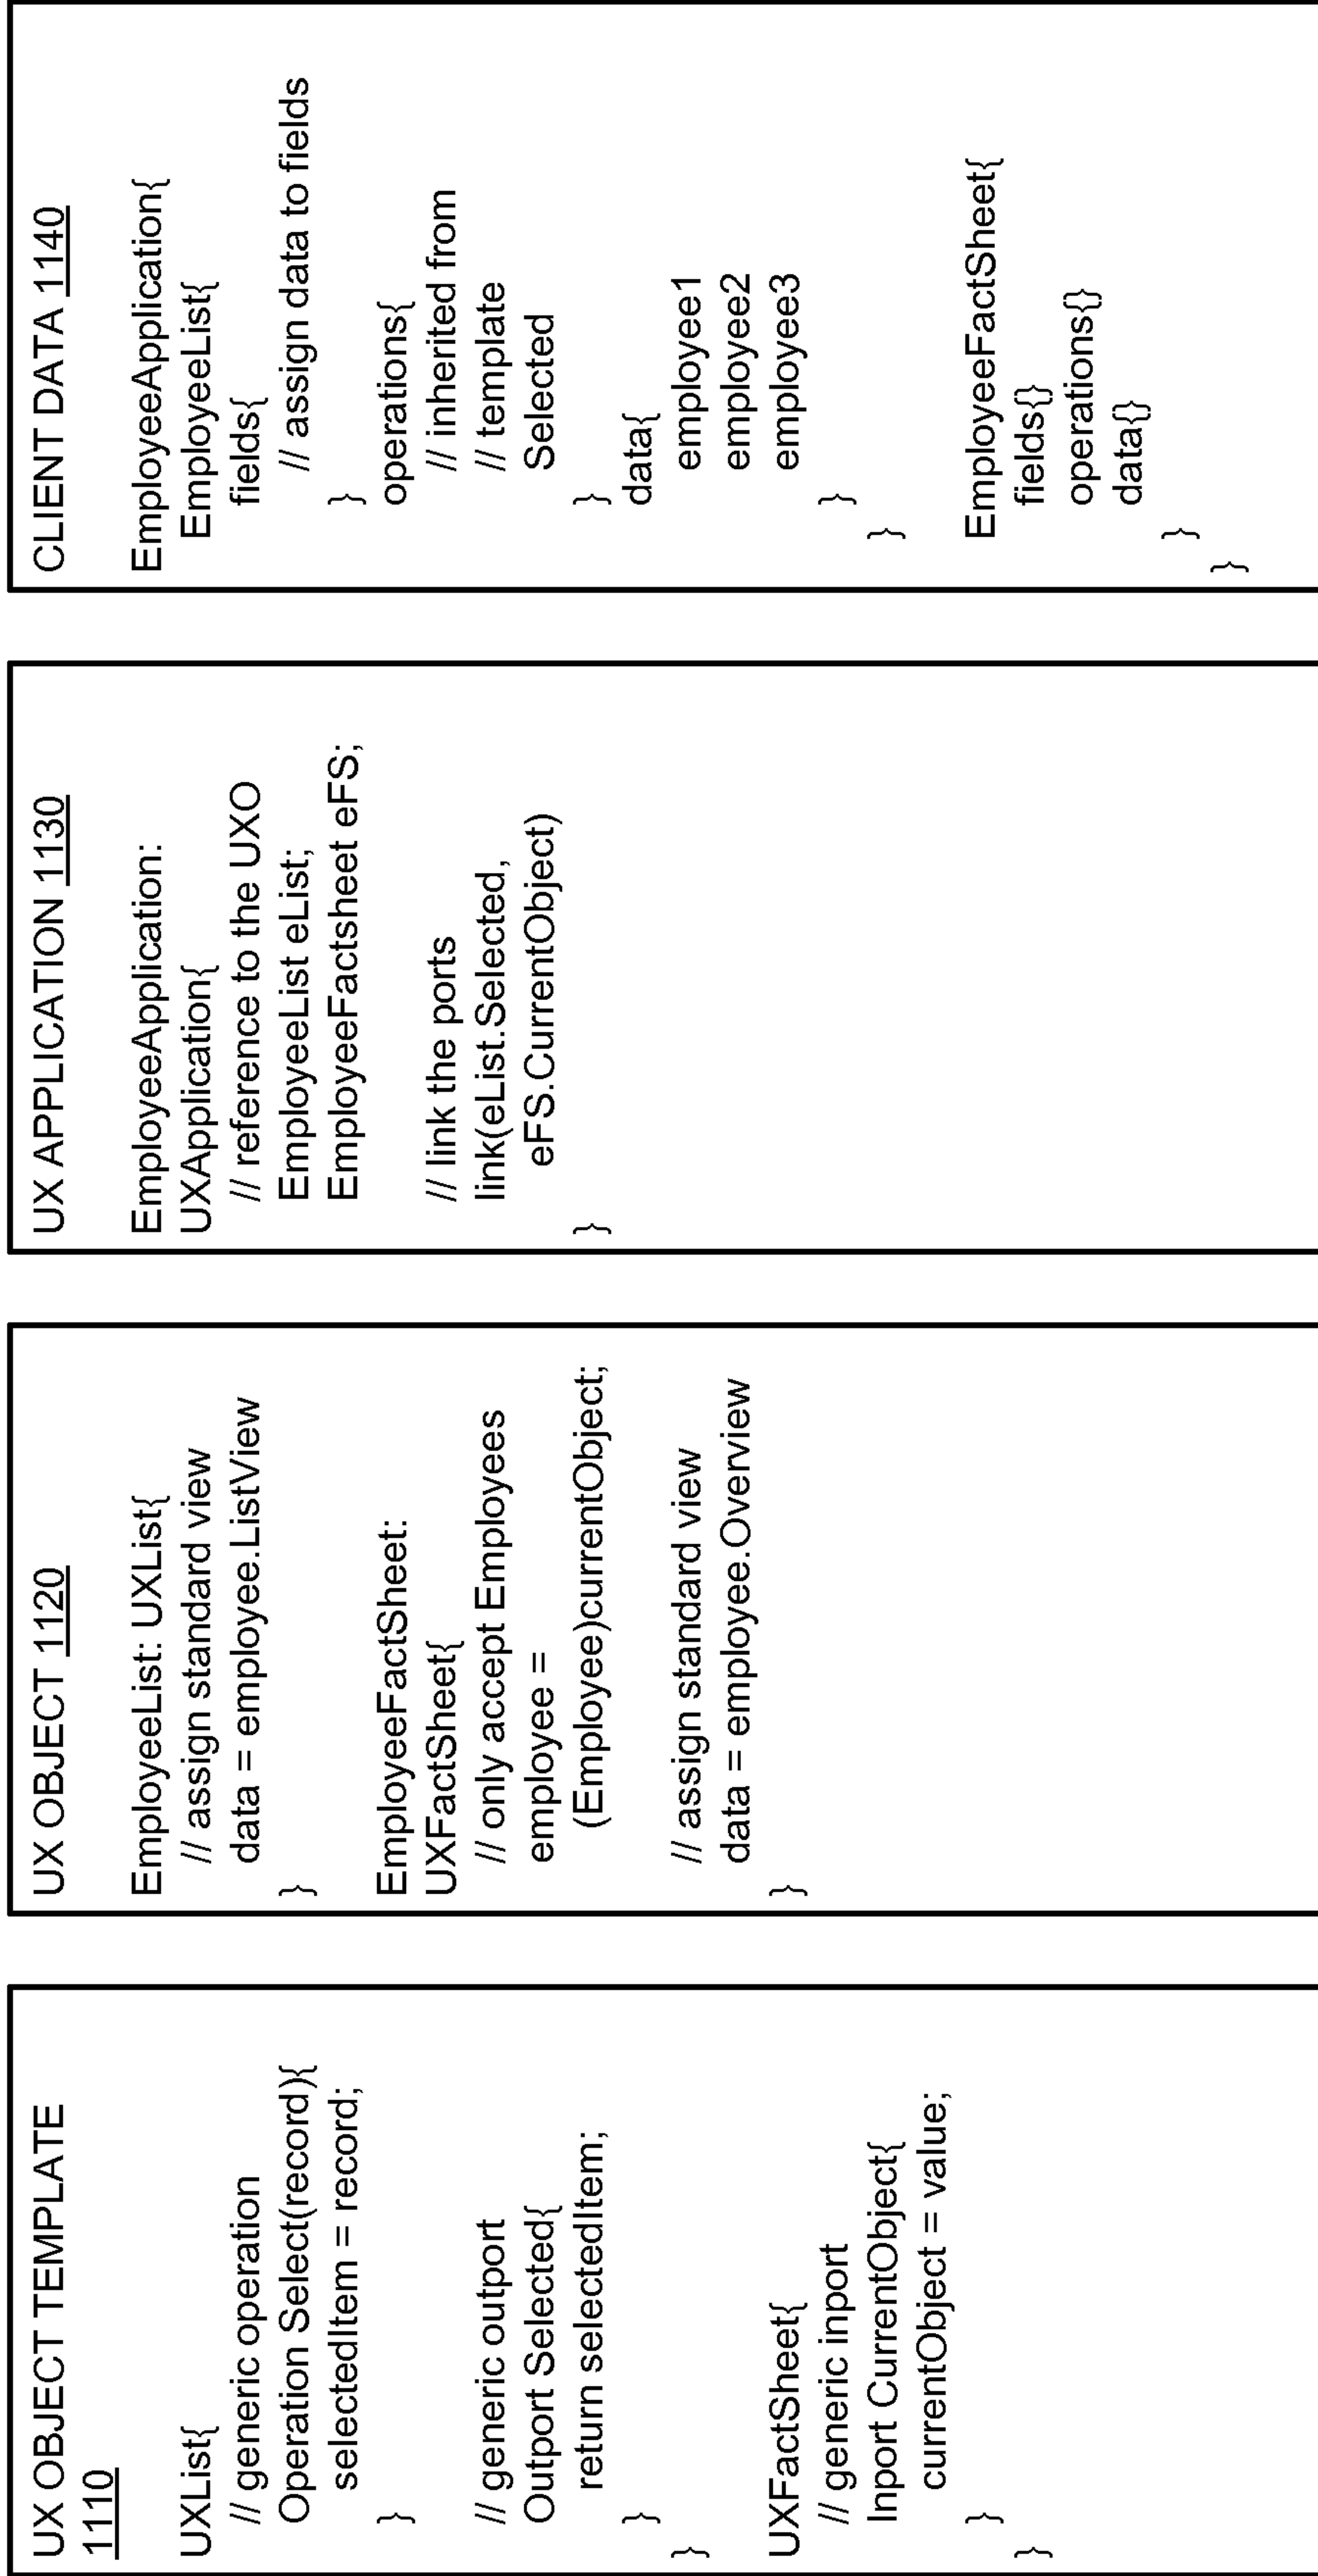 UX OBJECT TEMPLATE
1110
UXList{
// generic operation
Operation Select(record){
selectedItem = record;
}
// generic outport
Outport Selected{
return selectedItem;
}
}
UXFactSheet{
// generic inport
Inport CurrentObject{
currentObject = value;
}
}
UX OBJECT 1120
EmployeeList: UXList{
// assign standard view
data = employee.ListView
}
EmployeeFactSheet:
UXFactSheet{
// only accept Employees
employee =
(Employee)currentObject;
// assign standard view
data = employee.Overview
}
UX APPLICATION 1130
EmployeeApplication:
UXApplication{
// reference to the UXO
EmployeeList eList;
EmployeeFactsheet eFS;
// link the ports
link(eList.Selected,
eFS.CurrentObject)
}
CLIENT DATA 1140
EmployeeApplication{
EmployeeList{
fields{
// assign data to fields
}
operations{
// inherited from
// template
Selected
}
data{
employee1
employee2
employee3
}
}
EmployeeFactSheet{
fields{}
operations{}
data{}
}
}